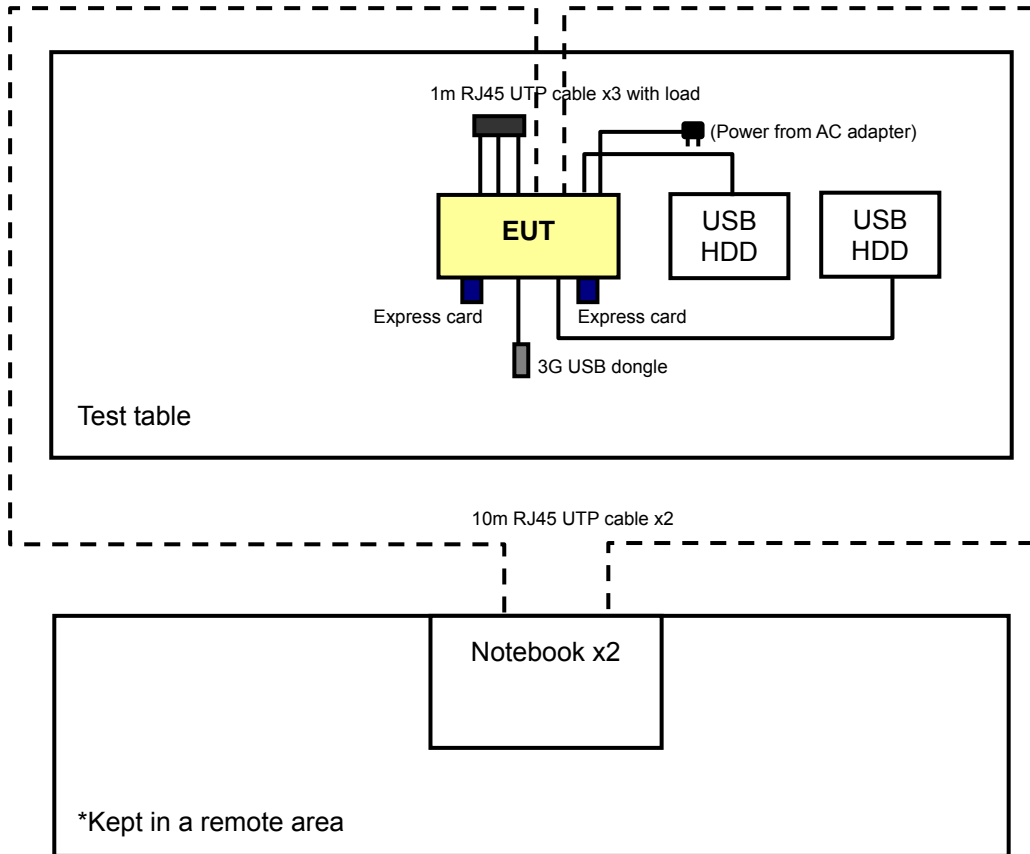 1m RJ45 UTP cable x3 with load
(Power from AC adapter)
EUT
USB
HDD
USB
HDD
Express card
Express card
3G USB dongle
Test table
10m RJ45 UTP cable x2
Notebook x2
*Kept in a remote area